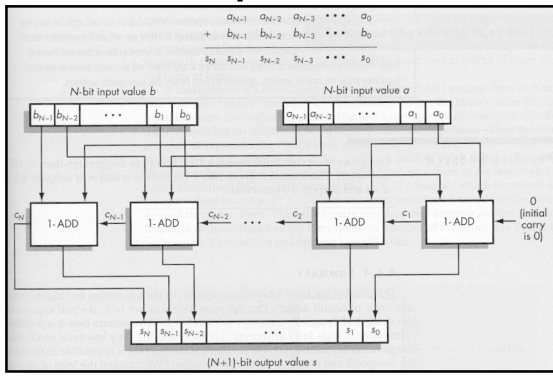 a_{N-1} a_{N-2} a_{N-3} ••• a_0
+ b_{N-1} b_{N-2} b_{N-3} ••• b_0
s_N s_{N-1} s_{N-2} s_{N-3} ••• s_0
N-bit input value b N-bit input value a
b_{N-1} b_{N-2} ••• b_1 b_0 a_{N-1} a_{N-2} ••• a_1 a_0
c_N 1-ADD c_{N-1} 1-ADD c_{N-2} c_2 1-ADD c_1 1-ADD 0
(initial
carry
is 0)
s_N s_{N-1} s_{N-2} ••• s_1 s_0
(N+1)-bit output value s